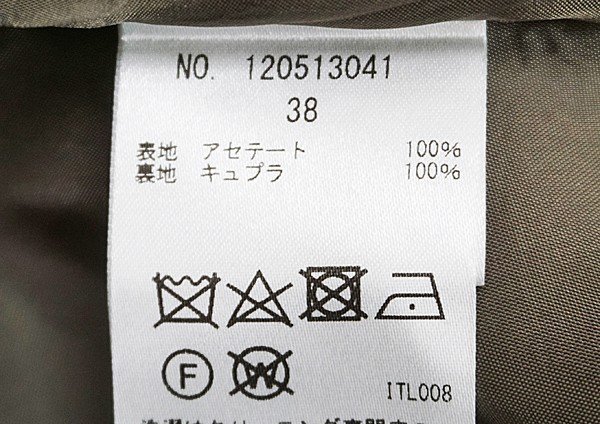 NO. 120513041
38
表地 アセテート 100%
裏地 キュプラ 100%
F W
ITL008